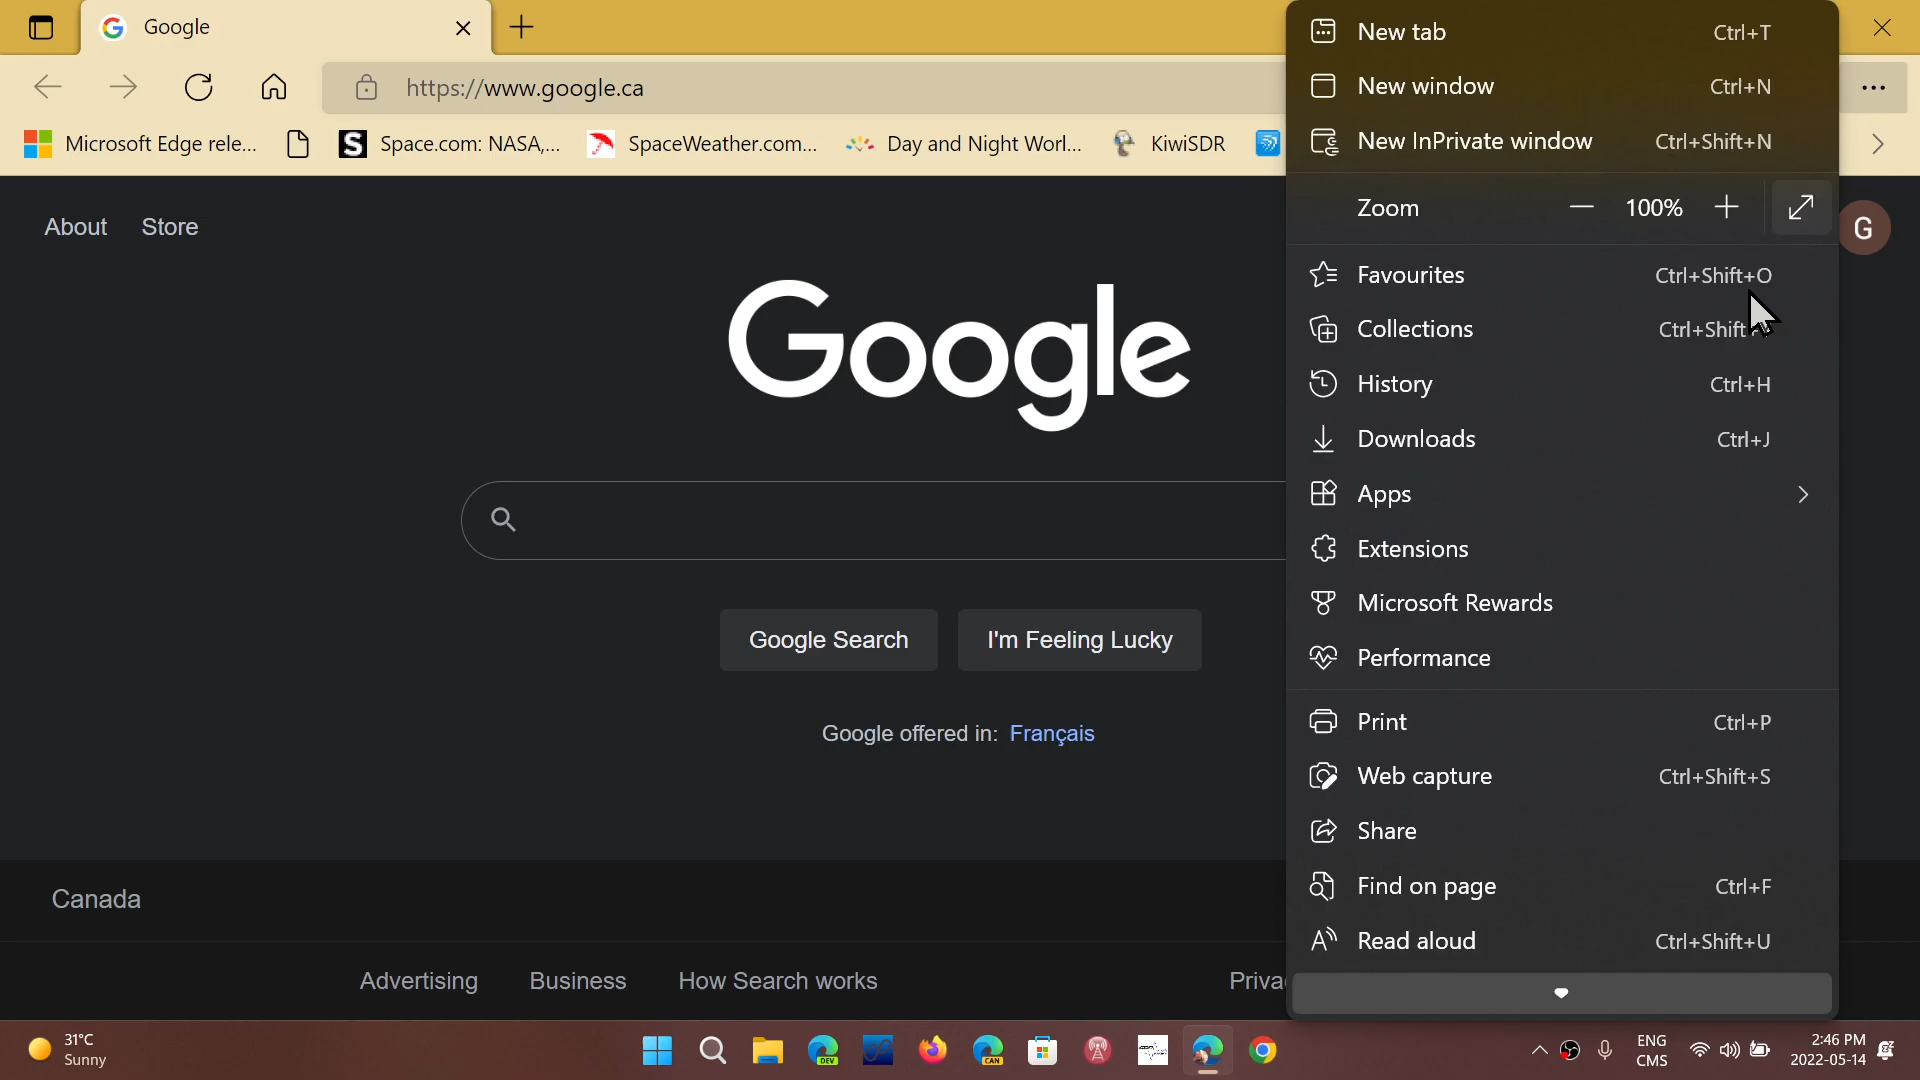 Google
https://www.google.ca
Microsoft Edge rele...
Space.com: NASA,...
SpaceWeather.com...
Day and Night Worl...
KiwiSDR
About
Store
Google
Google Search
I'm Feeling Lucky
Google offered in: Français
Canada
Advertising
Business
How Search works
New tab Ctrl+T
New window Ctrl+N
New InPrivate window Ctrl+Shift+N
Zoom 100%
Favourites Ctrl+Shift+O
Collections Ctrl+Shift
History Ctrl+H
Downloads Ctrl+J
Apps
Extensions
Microsoft Rewards
Performance
Print Ctrl+P
Web capture Ctrl+Shift+S
Share
Find on page Ctrl+F
Read aloud Ctrl+Shift+U
G
31°C
Sunny
DEV
CAN
ENG
CMS
2:46 PM
2022-05-14